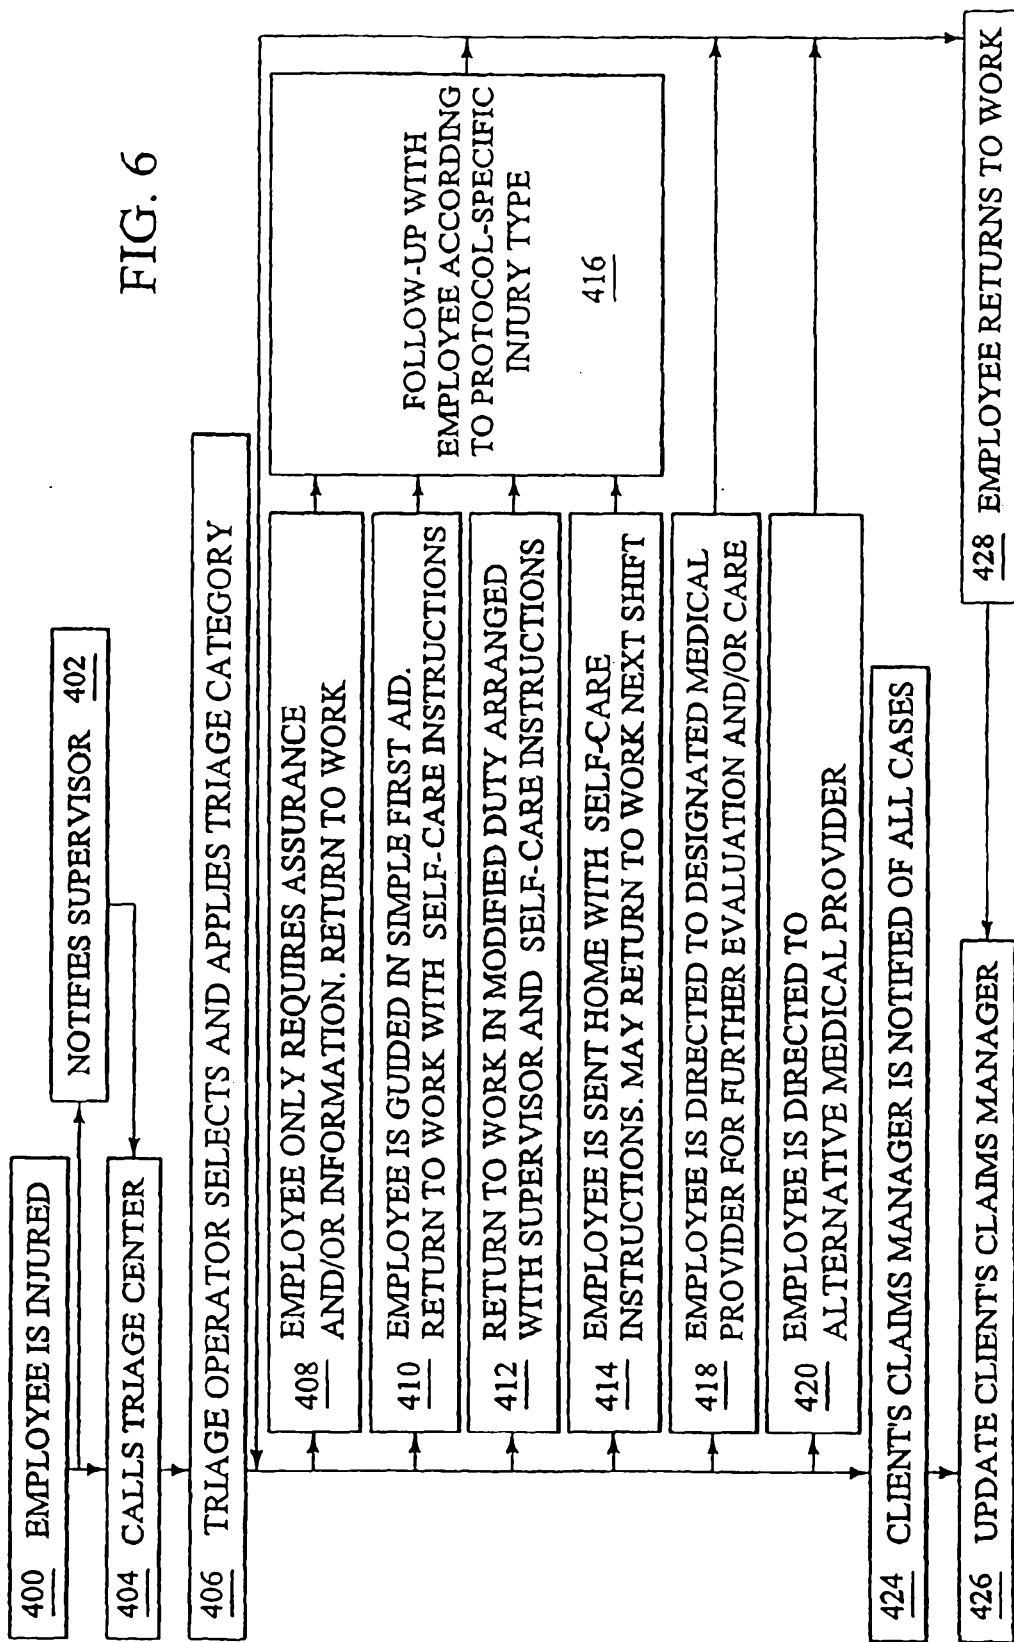 FIG. 6
400 EMPLOYEE IS INJURED
NOTIFIES SUPERVISOR 402
404 CALLS TRIAGE CENTER
406 TRIAGE OPERATOR SELECTS AND APPLIES TRIAGE CATEGORY
408 EMPLOYEE ONLY REQUIRES ASSURANCE
AND/OR INFORMATION. RETURN TO WORK
410 EMPLOYEE IS GUIDED IN SIMPLE FIRST AID.
RETURN TO WORK WITH SELF-CARE INSTRUCTIONS
412 RETURN TO WORK IN MODIFIED DUTY ARRANGED
WITH SUPERVISOR AND SELF-CARE INSTRUCTIONS
414 EMPLOYEE IS SENT HOME WITH SELF-CARE
INSTRUCTIONS. MAY RETURN TO WORK NEXT SHIFT
FOLLOW-UP WITH
EMPLOYEE ACCORDING
TO PROTOCOL-SPECIFIC
INJURY TYPE
416
418 EMPLOYEE IS DIRECTED TO DESIGNATED MEDICAL
PROVIDER FOR FURTHER EVALUATION AND/OR CARE
420 EMPLOYEE IS DIRECTED TO
ALTERNATIVE MEDICAL PROVIDER
424 CLIENT'S CLAIMS MANAGER IS NOTIFIED OF ALL CASES
426 UPDATE CLIENT'S CLAIMS MANAGER
428 EMPLOYEE RETURNS TO WORK